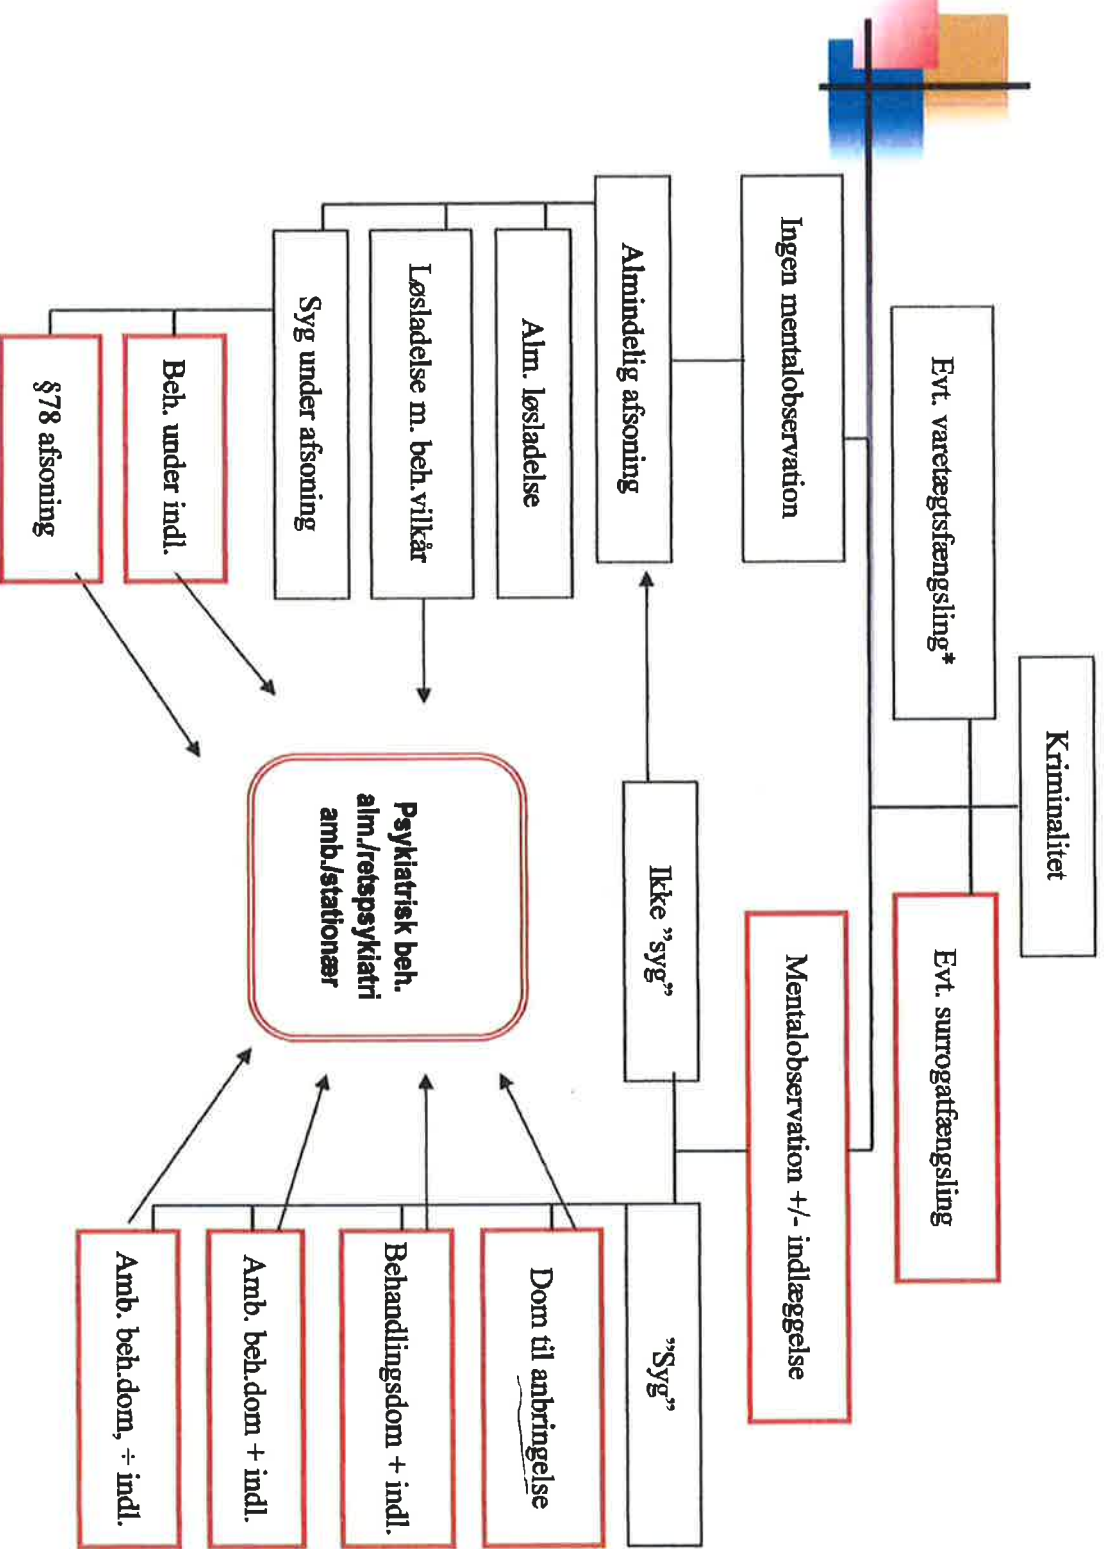 Kriminalitet
Evt. varetægtsfængsling*
Evt. surrogatfængsling
Ingen mentalobservation
Mentalobservation +/- indlæggelse
Almindelig afsoning
Ikke ”syg”
”Syg”
Alm. løsladelse
Løsladelse m. beh.vilkår
Syg under afsoning
Beh. under indl.
§78 afsoning
Psykiatrisk beh.
alm./retspsykiatri
amb./stationær
Dom til anbringelse
Behandlingsdom + indl.
Amb. beh.dom + indl.
Amb. beh.dom, ÷ indl.